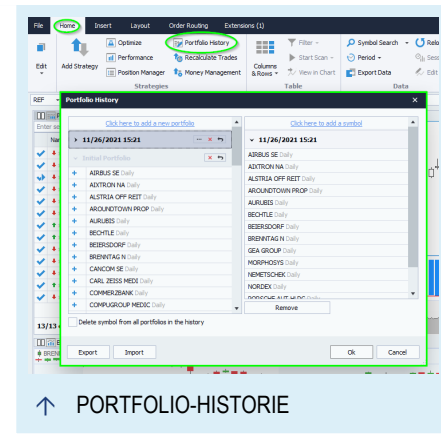 File Home Insert Layout Order Routing Extensions (1)
Optimize Portfolio History Filter Symbol Search
Edit Add Strategy Performance Recalculate Trades Columns & Rows Start Scan Period
Position Manager Money Management View in Chart Export Data Edit
Strategies Table Data
REF Portfolio History
Click here to add a new portfolio Click here to add a symbol
11/26/2021 15:21 11/26/2021 15:21
Initial Portfolio AIRBUS SE Daily
AIRBUS SE Daily AIXTRON NA Daily
AIXTRON NA Daily ALSTRIA OFF REIT Daily
ALSTRIA OFF REIT Daily AROUNDTOWN PROP Daily
AROUNDTOWN PROP Daily AURUBIS Daily
AURUBIS Daily BECHTLE Daily
BECHTLE Daily BEIERSDORF Daily
BEIERSDORF Daily BRENNTAG N Daily
BRENNTAG N Daily GEA GROUP Daily
CANCOM SE Daily MORPHOSYS Daily
CARL ZEISS MEDI Daily NEMETSCHEK Daily
COMMERZBANK Daily NORDEX Daily
COMPUGROUP MEDIC Daily
Remove
13/13 Delete symbol from all portfolios in the history
Export Import Ok Cancel
PORTFOLIO-HISTORIE